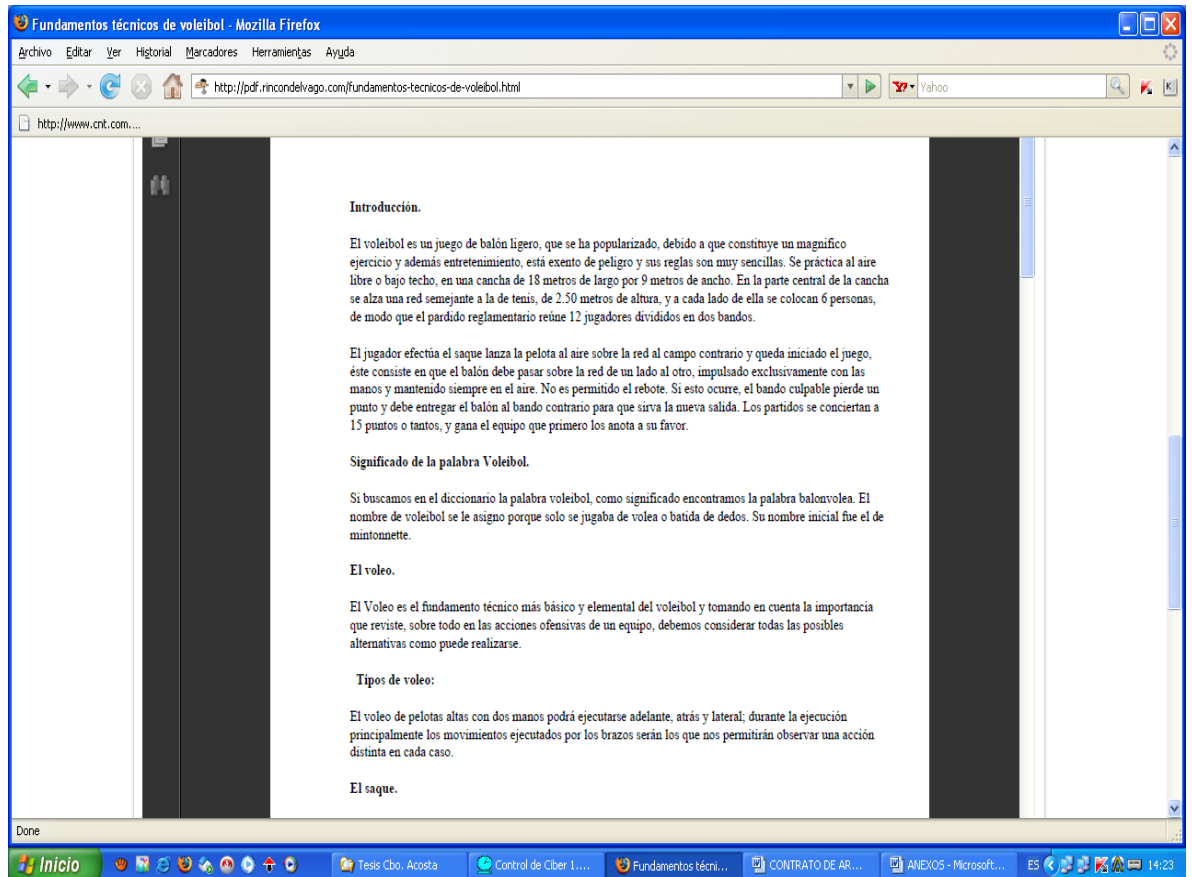 Fundamentos técnicos de voleibol - Mozilla Firefox
Archivo Editar Ver Historial Marcadores Herramientas Ayuda
http://pdf.rincondelvago.com/fundamentos-tecnicos-de-voleibol.html Yahoo
http://www.cnt.com....
Introducción.
El voleibol es un juego de balón ligero, que se ha popularizado, debido a que constituye un magnifico
ejercicio y además entretenimiento, está exento de peligro y sus reglas son muy sencillas. Se práctica al aire
libre o bajo techo, en una cancha de 18 metros de largo por 9 metros de ancho. En la parte central de la cancha
se alza una red semejante a la de tenis, de 2.50 metros de altura, y a cada lado de ella se colocan 6 personas,
de modo que el pardido reglamentario reúne 12 jugadores divididos en dos bandos.
El jugador efectúa el saque lanza la pelota al aire sobre la red al campo contrario y queda iniciado el juego,
éste consiste en que el balón debe pasar sobre la red de un lado al otro, impulsado exclusivamente con las
manos y mantenido siempre en el aire. No es permitido el rebote. Si esto ocurre, el bando culpable pierde un
punto y debe entregar el balón al bando contrario para que sirva la nueva salida. Los partidos se conciertan a
15 puntos o tantos, y gana el equipo que primero los anota a su favor.
Significado de la palabra Voleibol.
Si buscamos en el diccionario la palabra voleibol, como significado encontramos la palabra balonvolea. El
nombre de voleibol se le asigno porque solo se jugaba de volea o batida de dedos. Su nombre inicial fue el de
mintonnette.
El voleo.
El Voleo es el fundamento técnico más básico y elemental del voleibol y tomando en cuenta la importancia
que reviste, sobre todo en las acciones ofensivas de un equipo, debemos considerar todas las posibles
alternativas como puede realizarse.
Tipos de voleo:
El voleo de pelotas altas con dos manos podrá ejecutarse adelante, atrás y lateral; durante la ejecución
principalmente los movimientos ejecutados por los brazos serán los que nos permitirán observar una acción
distinta en cada caso.
El saque.
Done
Inicio Tesis Cbo. Acosta Control de Ciber 1.... Fundamentos técni... CONTRATO DE AR... ANEXOS - Microsoft... ES 14:23